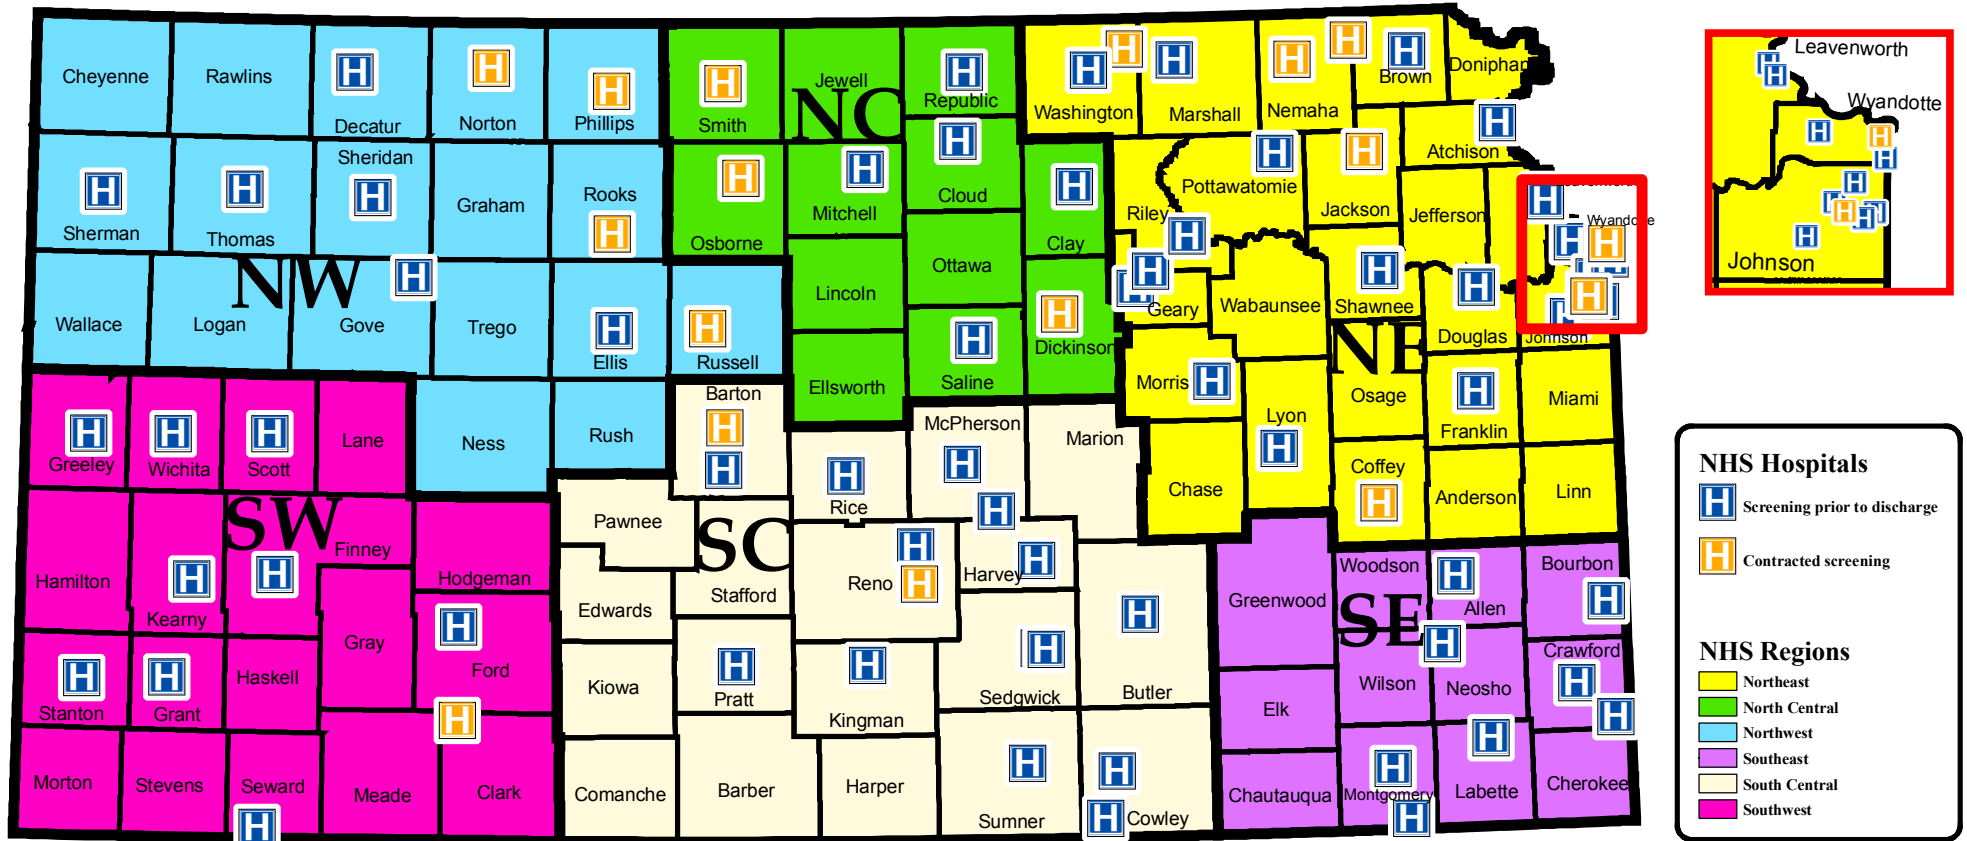 Cheyenne
Rawlins
Decatur
Norton
Phillips
Smith
Jewell
Republic
Washington
Marshall
Nemaha
Brown
Doniphan
NC
Sherman
Thomas
Sheridan
Graham
Rooks
Osborne
Mitchell
Cloud
Clay
Riley
Pottawatomie
Jackson
Atchison
Jefferson
Wyandotte
NW
Wallace
Logan
Gove
Trego
Ellis
Russell
Lincoln
Ottawa
Dickinson
Geary
Wabaunsee
Shawnee
Douglas
Johnson
NE
Ellsworth
Saline
Morris
Lyon
Osage
Franklin
Miami
Greeley
Wichita
Scott
Lane
Ness
Rush
Barton
Rice
McPherson
Marion
Chase
Coffey
Anderson
Linn
SW
Hamilton
Kearny
Finney
Hodgeman
Pawnee
SC
Stafford
Edwards
Reno
Harvey
Greenwood
Woodson
Allen
Bourbon
SE
Stanton
Grant
Haskell
Gray
Ford
Kiowa
Pratt
Kingman
Sedgwick
Butler
Elk
Wilson
Neosho
Crawford
Morton
Stevens
Seward
Meade
Clark
Comanche
Barber
Harper
Sumner
Cowley
Chautauqua
Montgomery
Labette
Cherokee
Leavenworth
Wyandotte
Johnson
NHS Hospitals
H Screening prior to discharge
H Contracted screening
NHS Regions
Northeast
North Central
Northwest
Southeast
South Central
Southwest